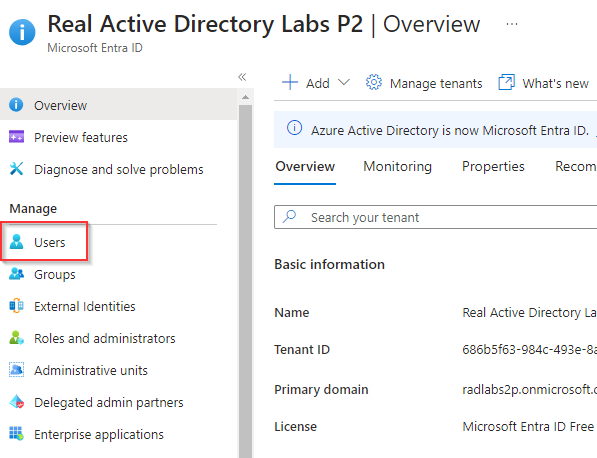 Real Active Directory Labs P2 | Overview ...
Microsoft Entra ID
Overview
Preview features
Diagnose and solve problems
Manage
Users
Groups
External Identities
Roles and administrators
Administrative units
Delegated admin partners
Enterprise applications
Add
Manage tenants
What's new
Azure Active Directory is now Microsoft Entra ID.
Overview Monitoring Properties Recom
Search your tenant
Basic information
Name Real Active Directory La
Tenant ID 686b5f63-984c-493e-8a
Primary domain radlabs2p.onmicrosoft.c
License Microsoft Entra ID Free